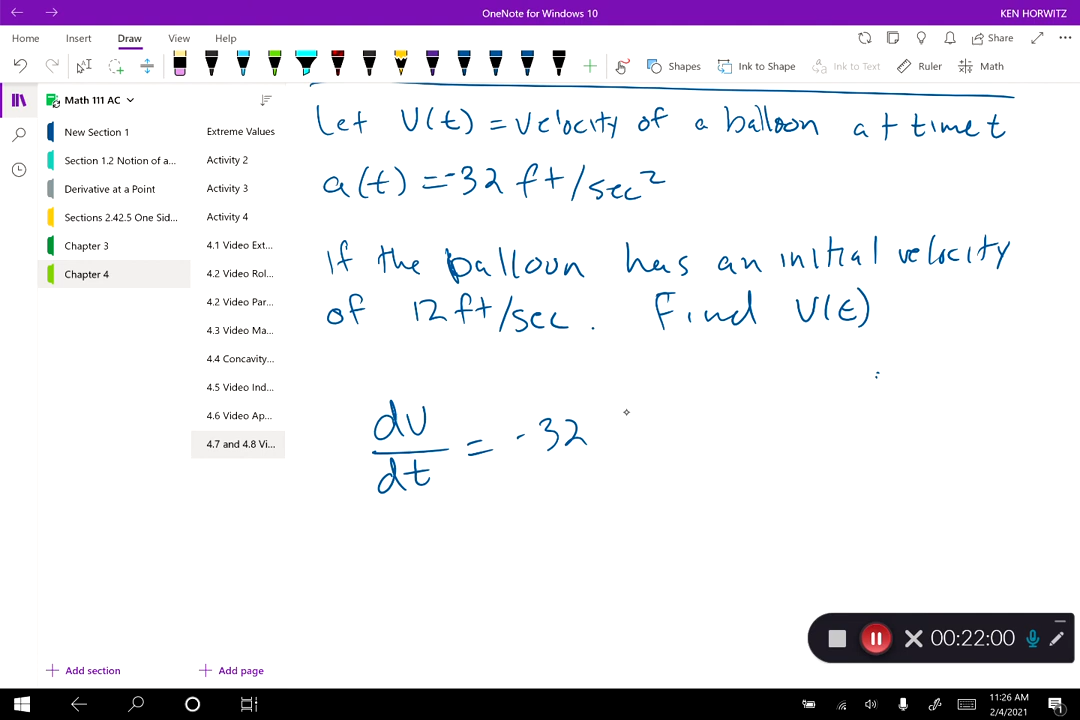 OneNote for Windows 10
KEN HORWITZ
Home Insert Draw View Help
Share
Shapes Ink to Shape Ink to Text Ruler Math
Math 111 AC
New Section 1
Section 1.2 Notion of a...
Derivative at a Point
Sections 2.42.5 One Sid...
Chapter 3
Chapter 4
Extreme Values
Activity 2
Activity 3
Activity 4
4.1 Video Ext...
4.2 Video Rol...
4.2 Video Par...
4.3 Video Ma...
4.4 Concavity...
4.5 Video Ind...
4.6 Video Ap...
4.7 and 4.8 Vi...
Let V(t) = velocity of a balloon at time t
a(t) = -32 ft/sec²
If the balloon has an initial velocity
of 12 ft/sec. Find V(t)
dv/dt = -32
00:22:00
Add section
Add page
11:26 AM
2/4/2021